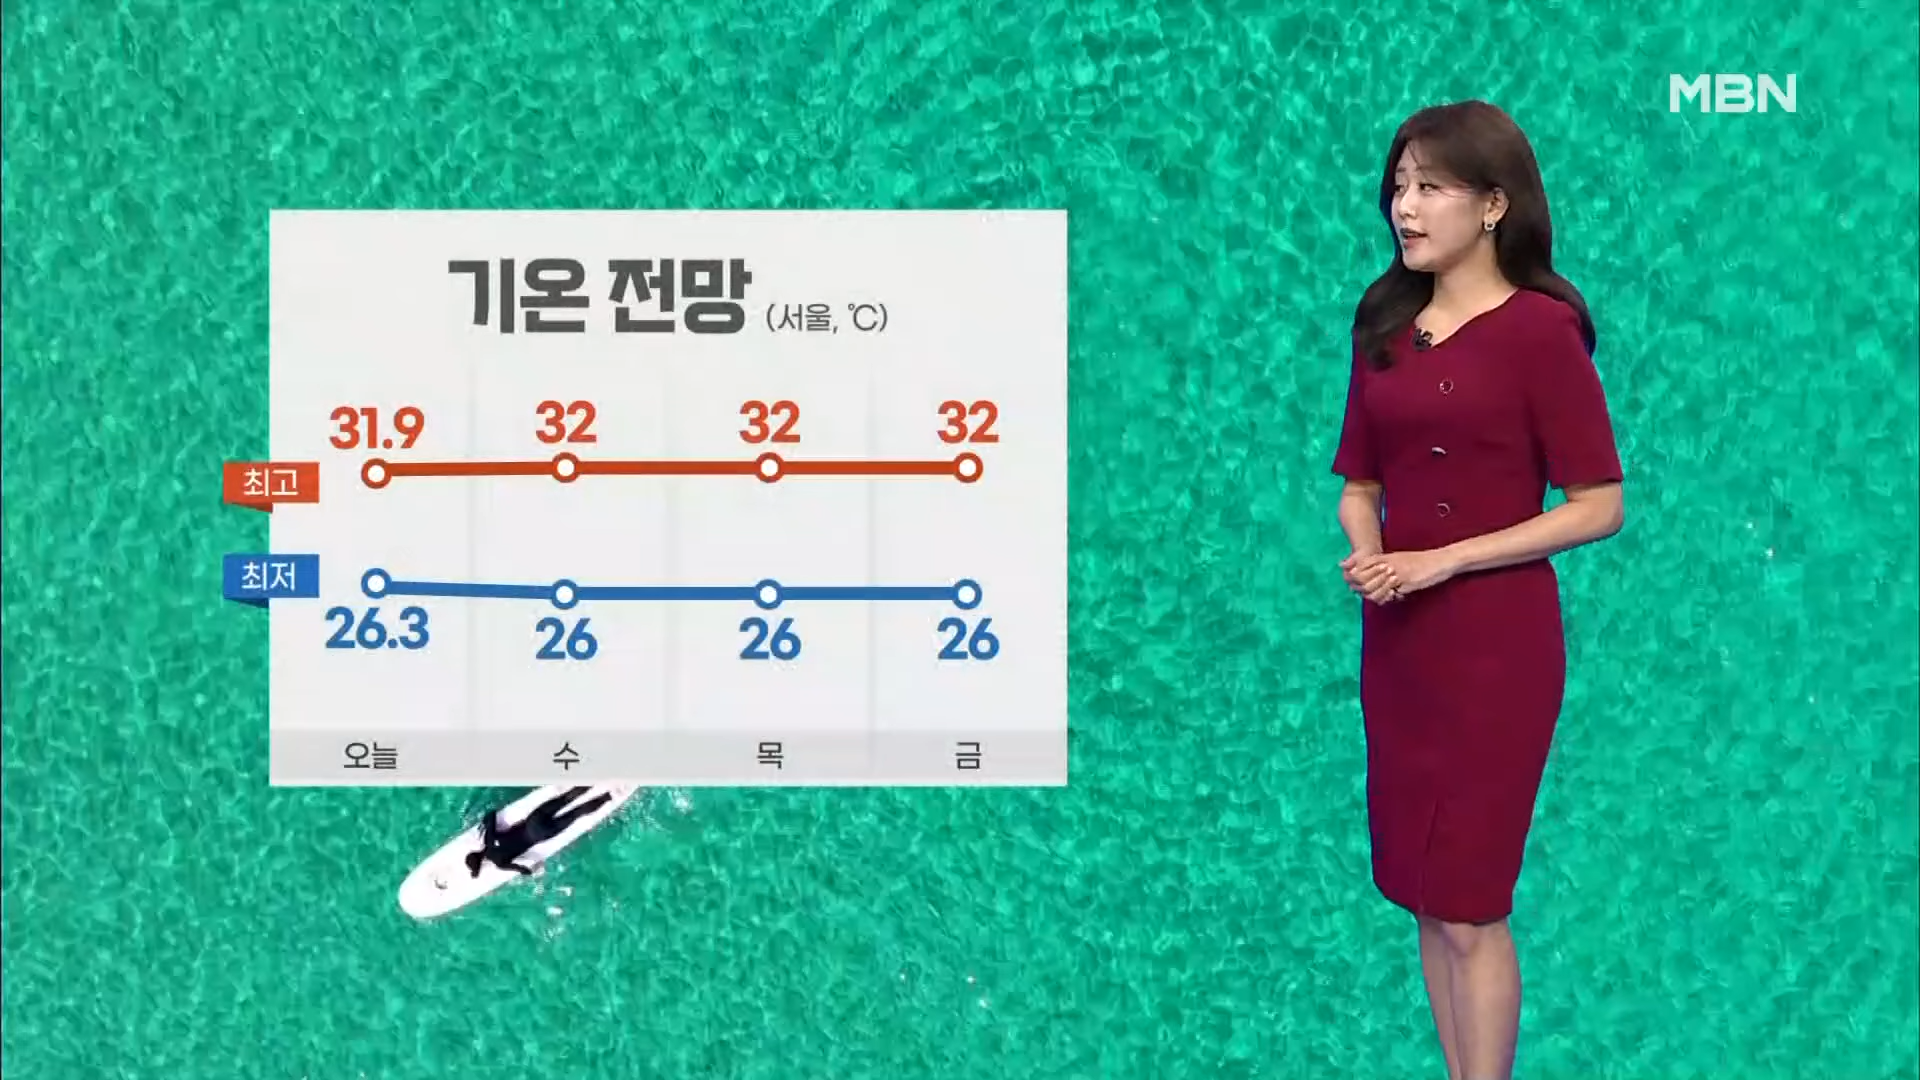 MBN
기온 전망 (서울, ℃)
31.9 32 32 32
최고
최저
26.3 26 26 26
오늘 수 목 금